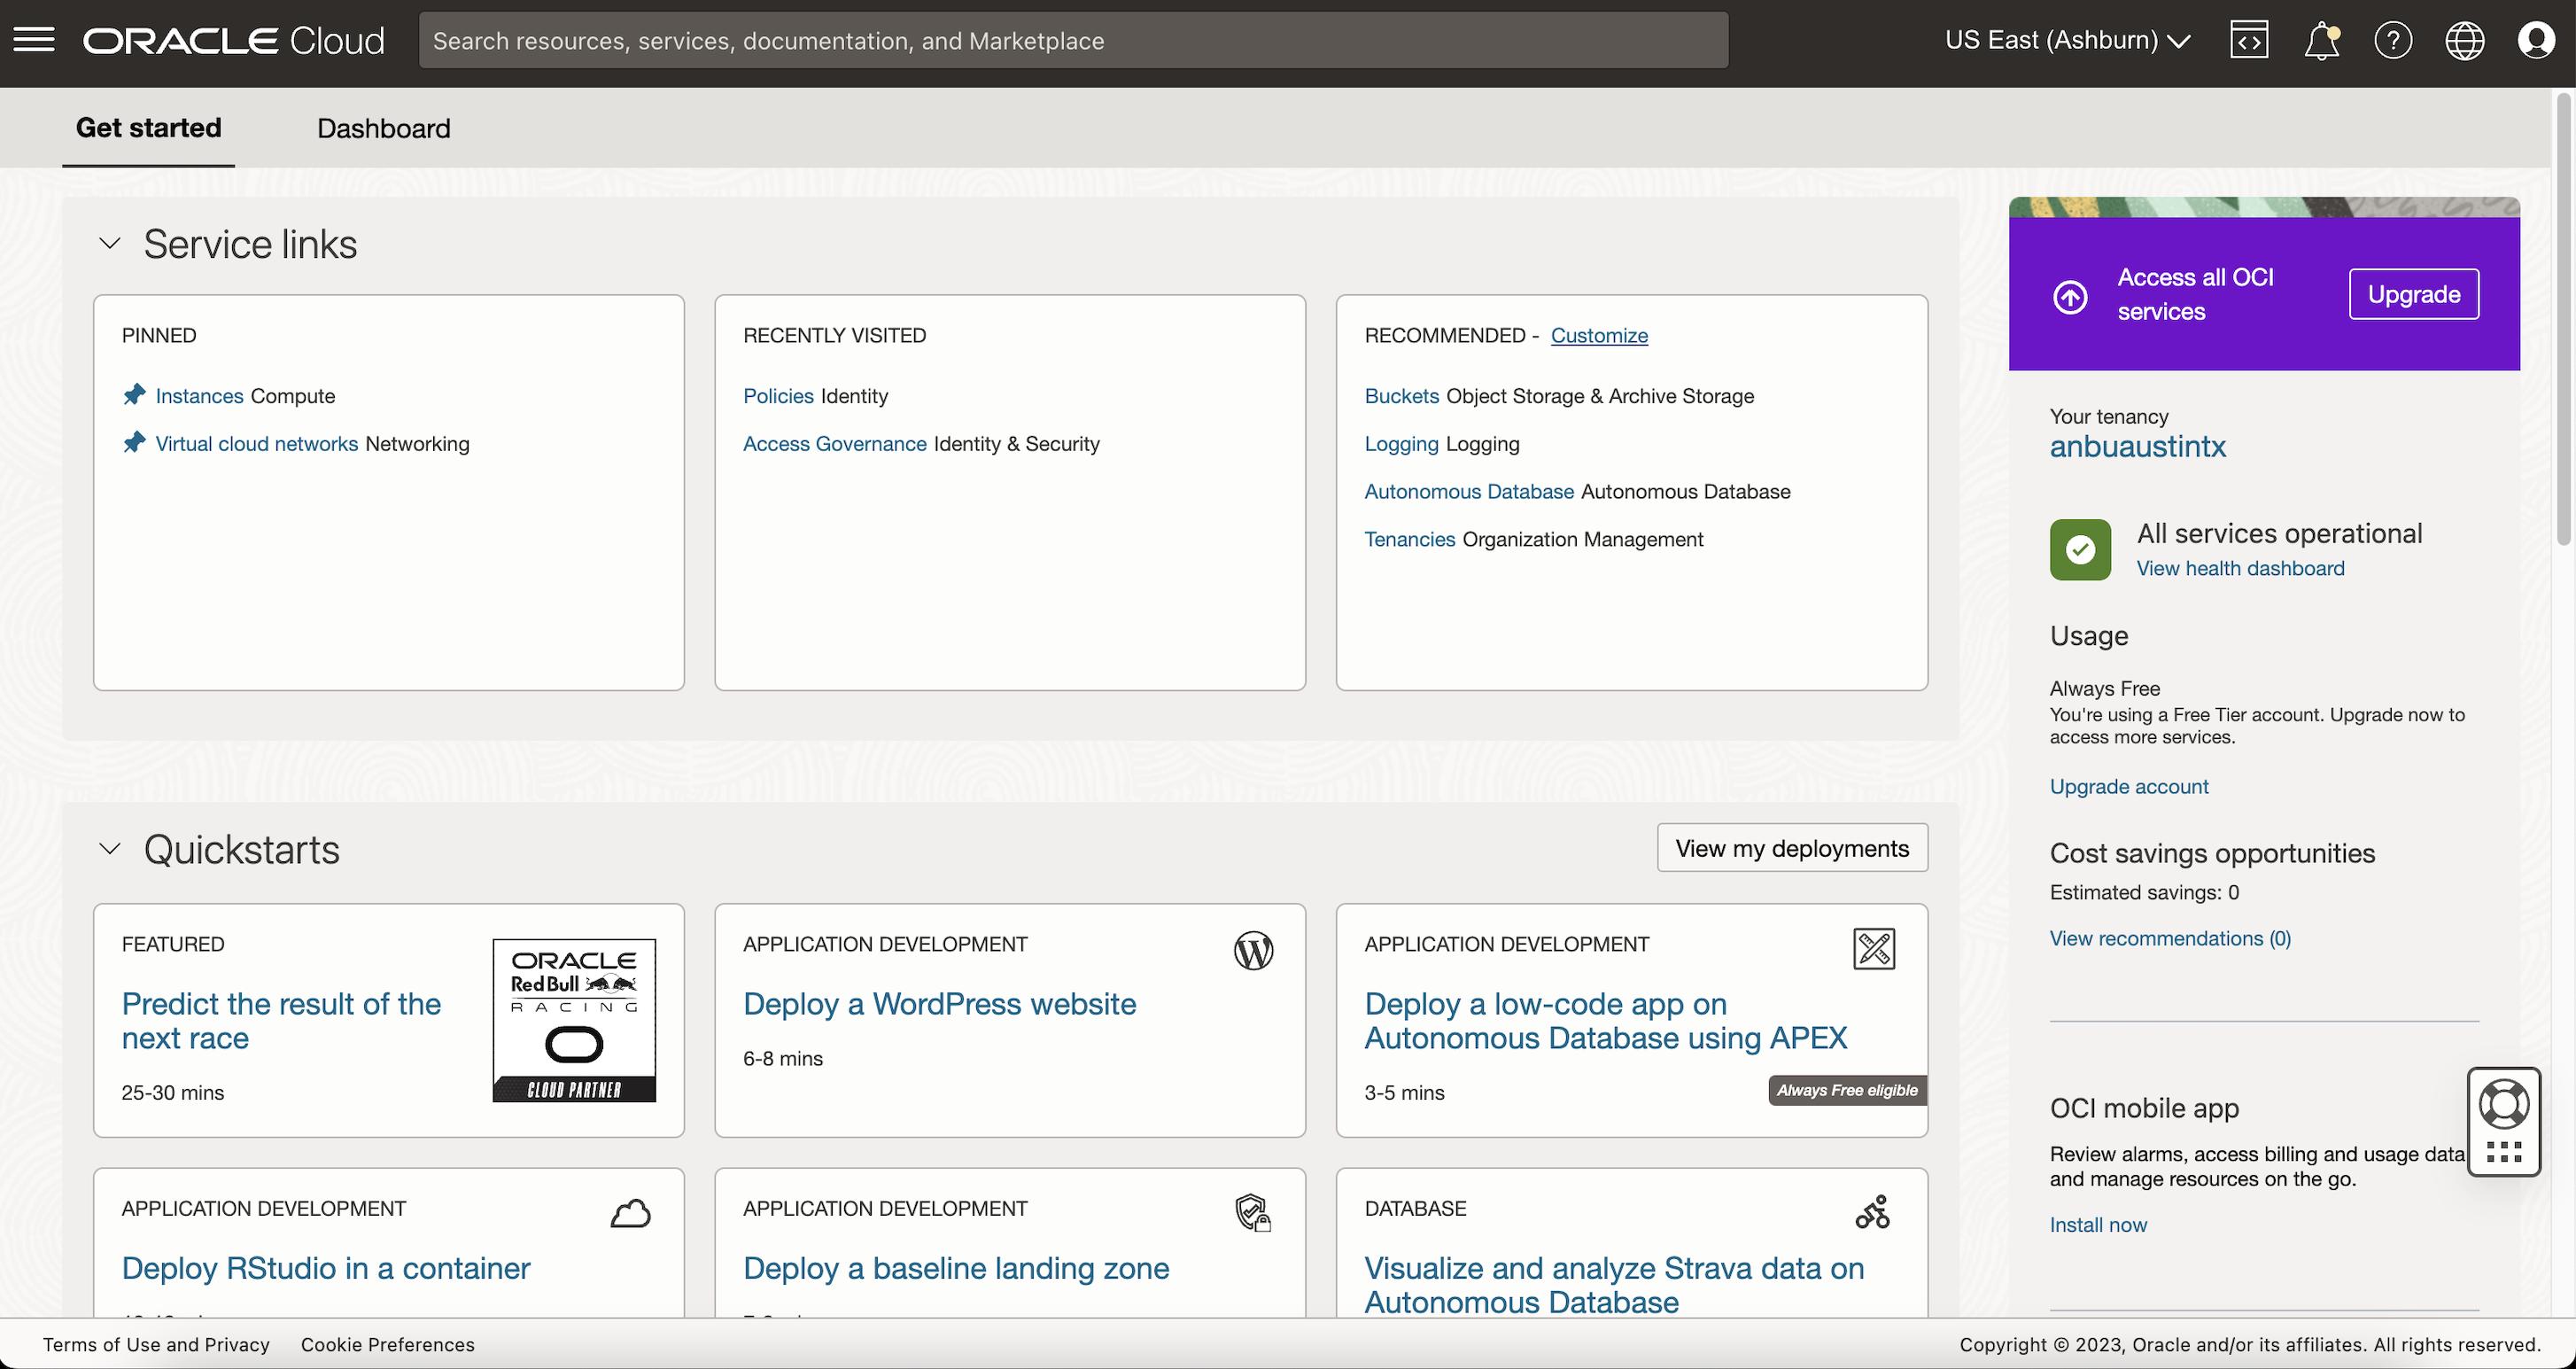 ORACLE Cloud
Search resources, services, documentation, and Marketplace
US East (Ashburn)
Get started
Dashboard
Service links
PINNED
Instances Compute
Virtual cloud networks Networking
RECENTLY VISITED
Policies Identity
Access Governance Identity & Security
RECOMMENDED - Customize
Buckets Object Storage & Archive Storage
Logging Logging
Autonomous Database Autonomous Database
Tenancies Organization Management
Quickstarts
View my deployments
FEATURED
Predict the result of the
next race
25-30 mins
ORACLE
Red Bull
RACING
CLOUD PARTNER
APPLICATION DEVELOPMENT
Deploy a WordPress website
6-8 mins
APPLICATION DEVELOPMENT
Deploy a low-code app on
Autonomous Database using APEX
3-5 mins
Always Free eligible
APPLICATION DEVELOPMENT
Deploy RStudio in a container
APPLICATION DEVELOPMENT
Deploy a baseline landing zone
DATABASE
Visualize and analyze Strava data on
Autonomous Database
Access all OCI
services
Upgrade
Your tenancy
anbuaustintx
All services operational
View health dashboard
Usage
Always Free
You're using a Free Tier account. Upgrade now to
access more services.
Upgrade account
Cost savings opportunities
Estimated savings: 0
View recommendations (0)
OCI mobile app
Review alarms, access billing and usage data
and manage resources on the go.
Install now
Terms of Use and Privacy
Cookie Preferences
Copyright © 2023, Oracle and/or its affiliates. All rights reserved.